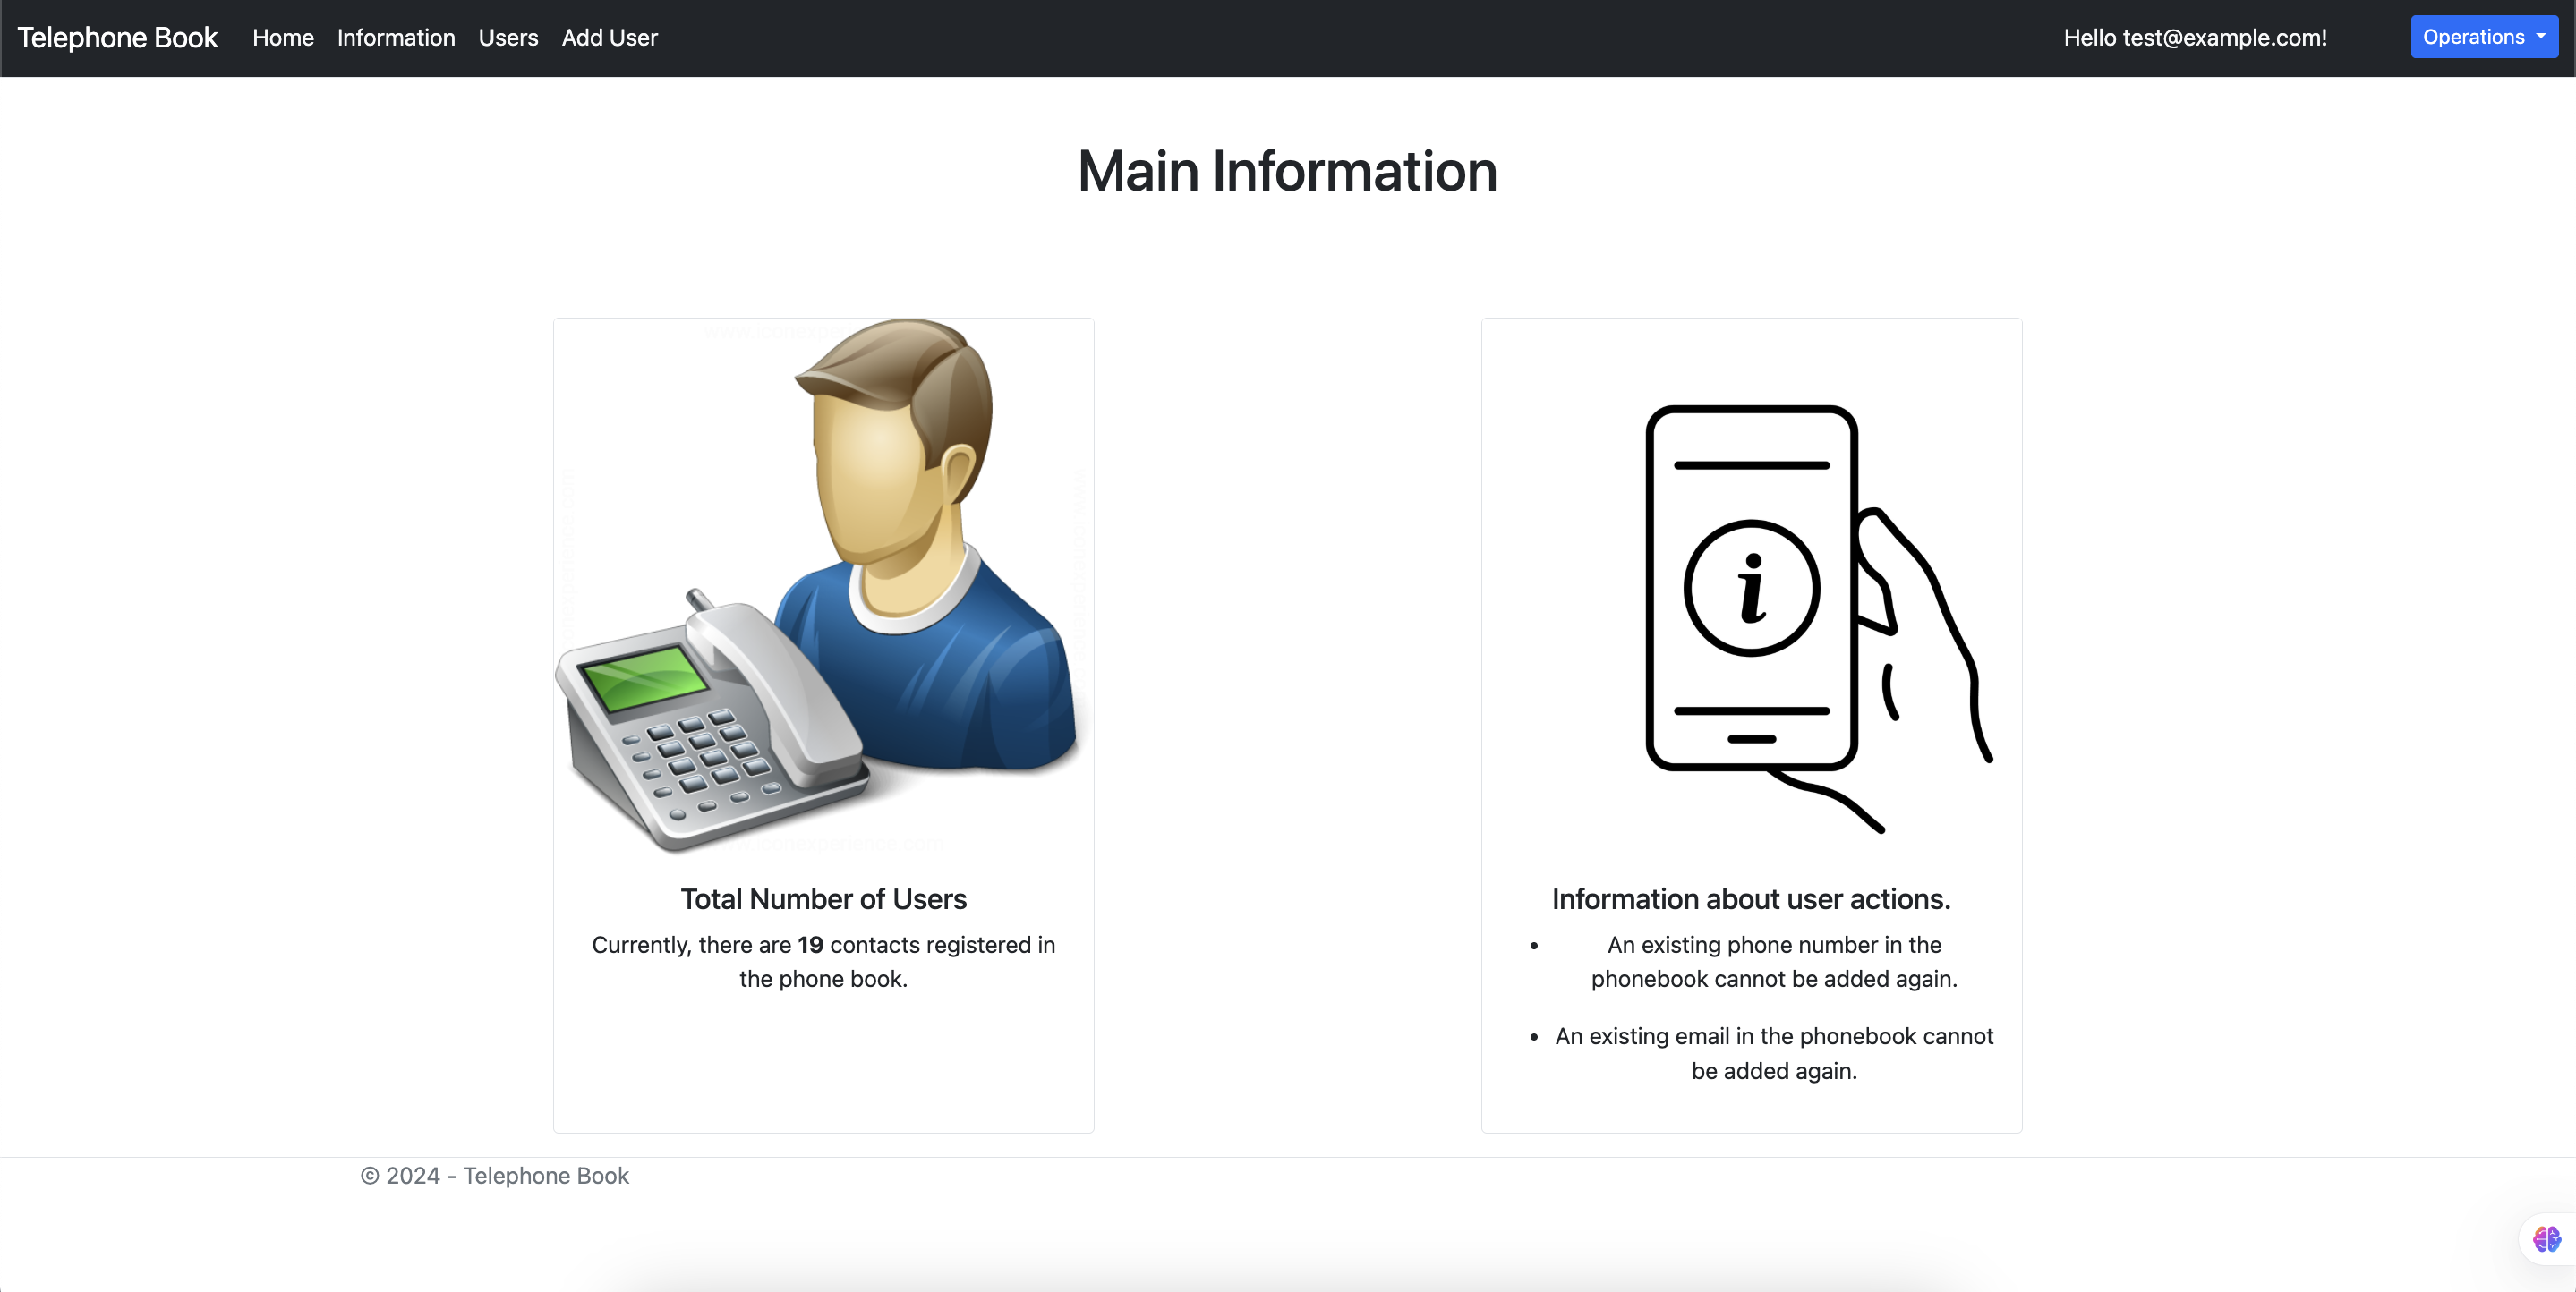 Telephone Book Home Information Users Add User Hello test@example.com! Operations
Main Information
Total Number of Users
Currently, there are 19 contacts registered in
the phone book.
i
Information about user actions.
• An existing phone number in the
phonebook cannot be added again.
• An existing email in the phonebook cannot
be added again.
© 2024 - Telephone Book